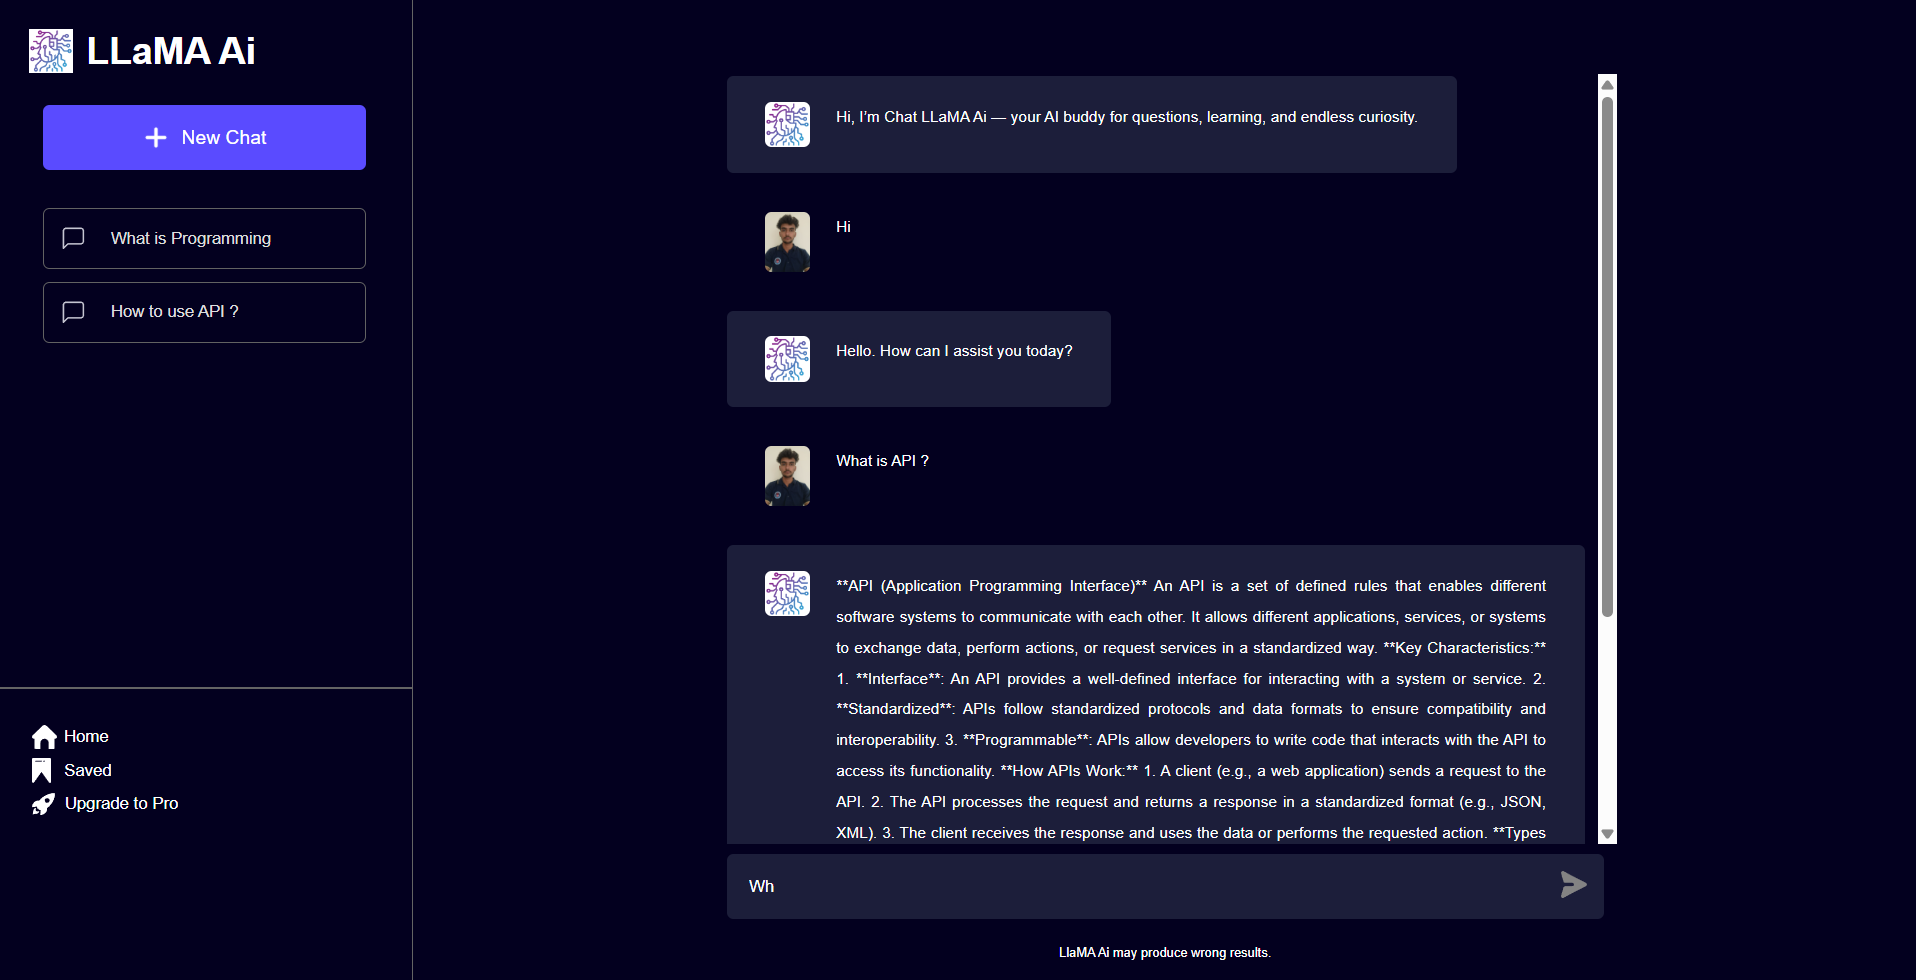 LLaMA Ai
New Chat
What is Programming
How to use API ?
Home
Saved
Upgrade to Pro
Hi, I’m Chat LLaMA Ai — your AI buddy for questions, learning, and endless curiosity.
Hi
Hello. How can I assist you today?
What is API ?
**API (Application Programming Interface)** An API is a set of defined rules that enables different
software systems to communicate with each other. It allows different applications, services, or systems
to exchange data, perform actions, or request services in a standardized way. **Key Characteristics:**
1. **Interface**: An API provides a well-defined interface for interacting with a system or service. 2.
**Standardized**: APIs follow standardized protocols and data formats to ensure compatibility and
interoperability. 3. **Programmable**: APIs allow developers to write code that interacts with the API to
access its functionality. **How APIs Work:** 1. A client (e.g., a web application) sends a request to the
API. 2. The API processes the request and returns a response in a standardized format (e.g., JSON,
XML). 3. The client receives the response and uses the data or performs the requested action. **Types
Wh
LlaMA Ai may produce wrong results.